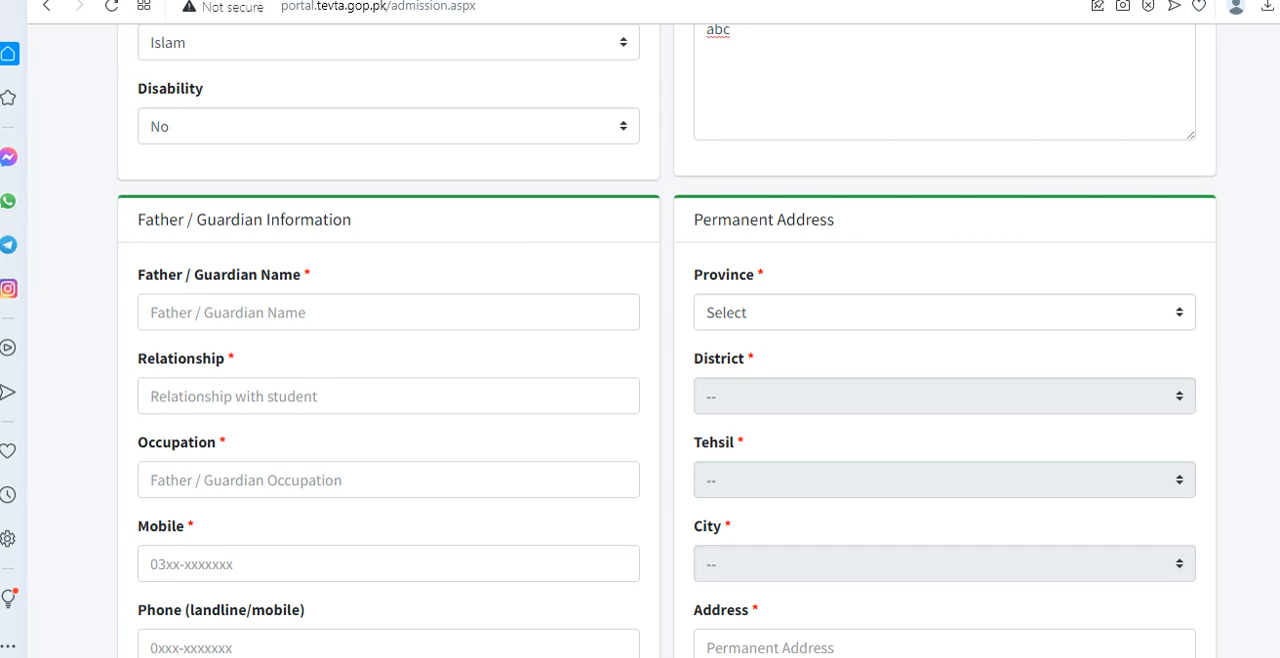 Not secure portal.tevta.gop.pk/admission.aspx
Islam
Disability
No
abc
Father / Guardian Information
Father / Guardian Name *
Father / Guardian Name
Relationship *
Relationship with student
Occupation *
Father / Guardian Occupation
Mobile *
03xx-xxxxxxx
Phone (landline/mobile)
0xxx-xxxxxxx
Permanent Address
Province *
Select
District *
--
Tehsil *
--
City *
--
Address *
Permanent Address